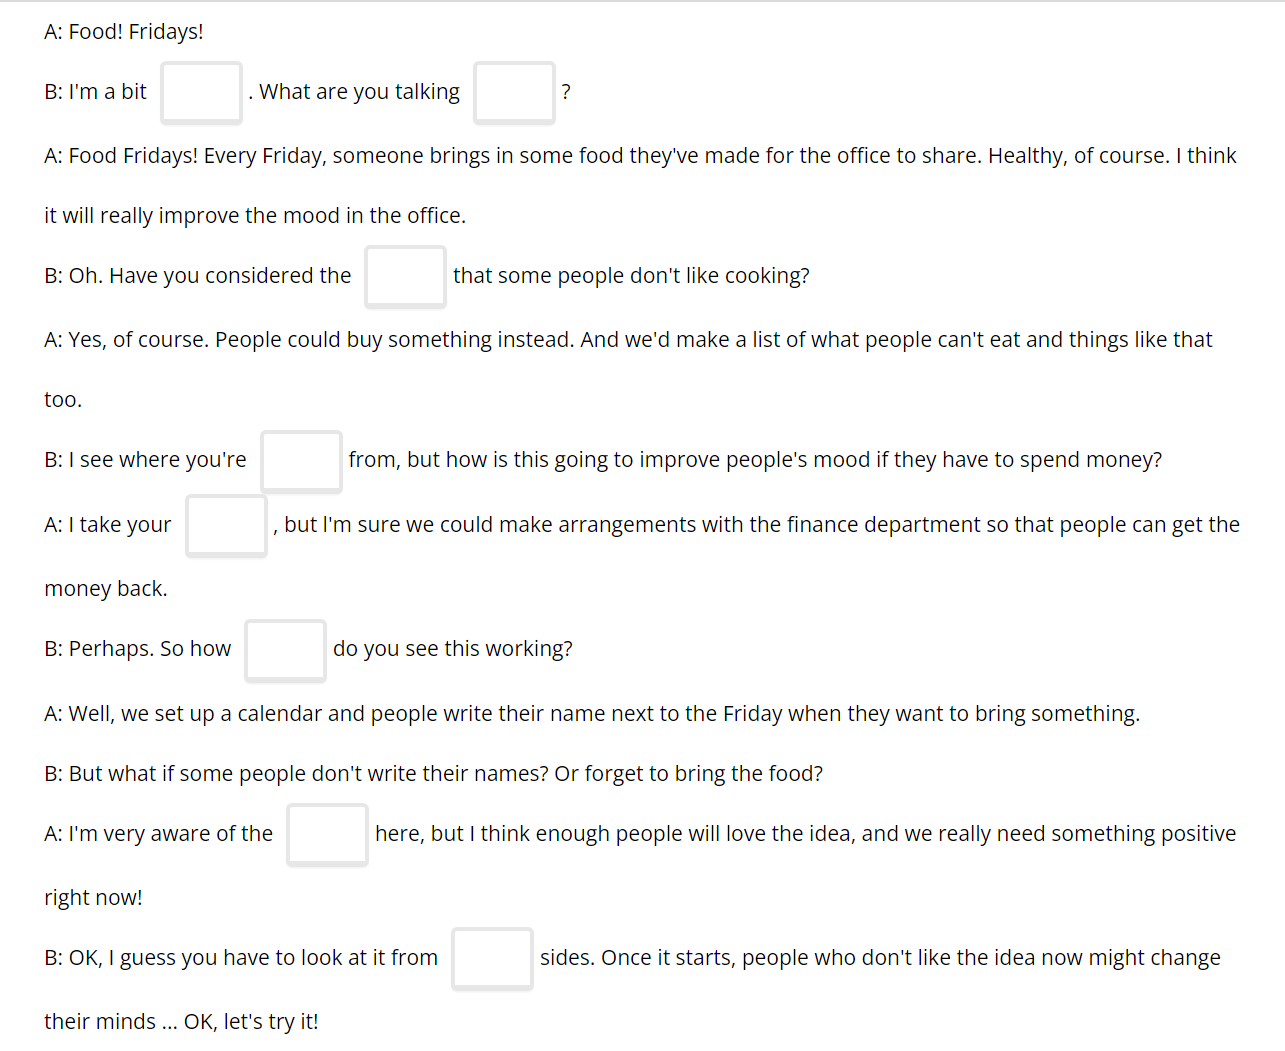 A: Food! Fridays!
B: I'm a bit . What are you talking ?
A: Food Fridays! Every Friday, someone brings in some food they've made for the office to share. Healthy, of course. I think
it will really improve the mood in the office.
B: Oh. Have you considered the that some people don't like cooking?
A: Yes, of course. People could buy something instead. And we'd make a list of what people can't eat and things like that
too.
B: I see where you're from, but how is this going to improve people's mood if they have to spend money?
A: I take your , but I'm sure we could make arrangements with the finance department so that people can get the
money back.
B: Perhaps. So how do you see this working?
A: Well, we set up a calendar and people write their name next to the Friday when they want to bring something.
B: But what if some people don't write their names? Or forget to bring the food?
A: I'm very aware of the here, but I think enough people will love the idea, and we really need something positive
right now!
B: OK, I guess you have to look at it from sides. Once it starts, people who don't like the idea now might change
their minds ... OK, let's try it!